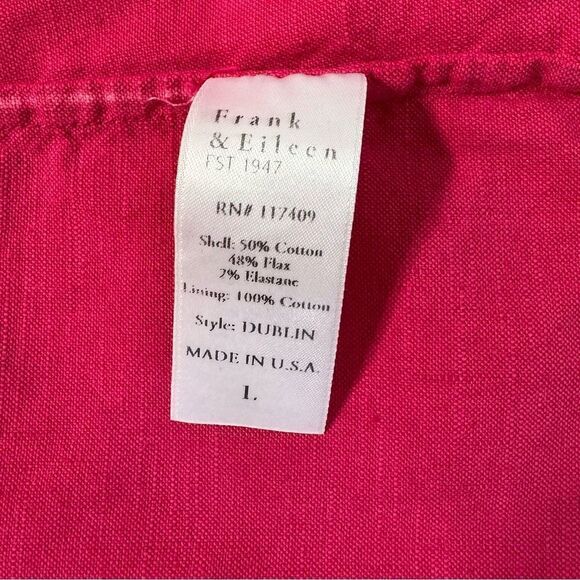 Frank
& Eileen
EST 1947
RN# 117409
Shell: 50% Cotton
48% Flax
2% Elastane
Lining: 100% Cotton
Style: DUBLIN
MADE IN U.S.A.
L